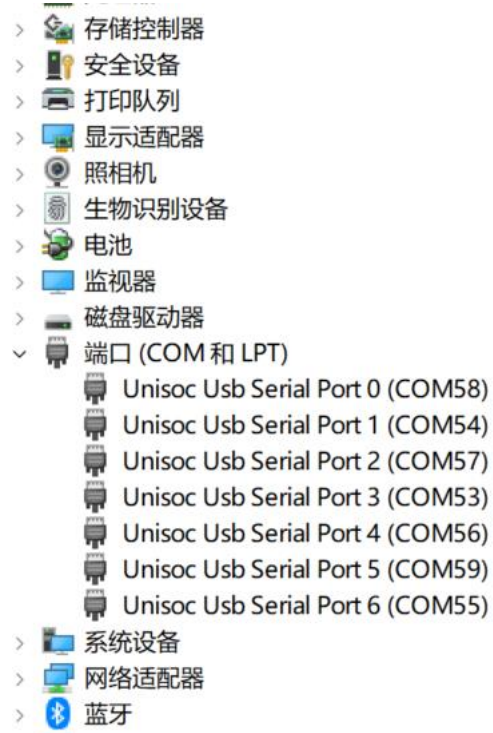 存储控制器
安全设备
打印队列
显示适配器
照相机
生物识别设备
电池
监视器
磁盘驱动器
端口 (COM 和 LPT)
Unisoc Usb Serial Port 0 (COM58)
Unisoc Usb Serial Port 1 (COM54)
Unisoc Usb Serial Port 2 (COM57)
Unisoc Usb Serial Port 3 (COM53)
Unisoc Usb Serial Port 4 (COM56)
Unisoc Usb Serial Port 5 (COM59)
Unisoc Usb Serial Port 6 (COM55)
系统设备
网络适配器
蓝牙